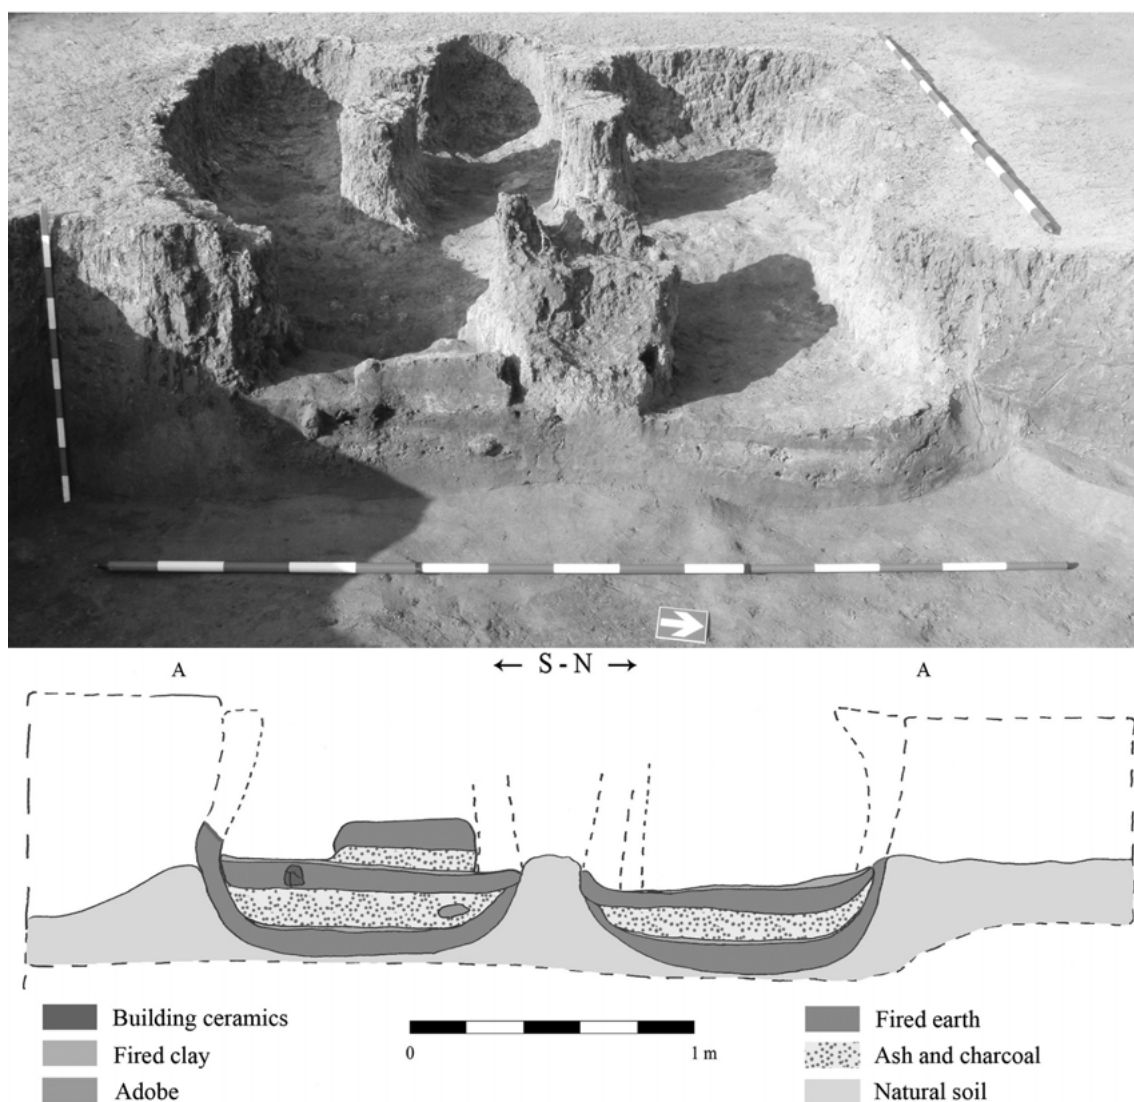 A ← S - N → A
Building ceramics
Fired clay
Adobe
0 1 m
Fired earth
Ash and charcoal
Natural soil